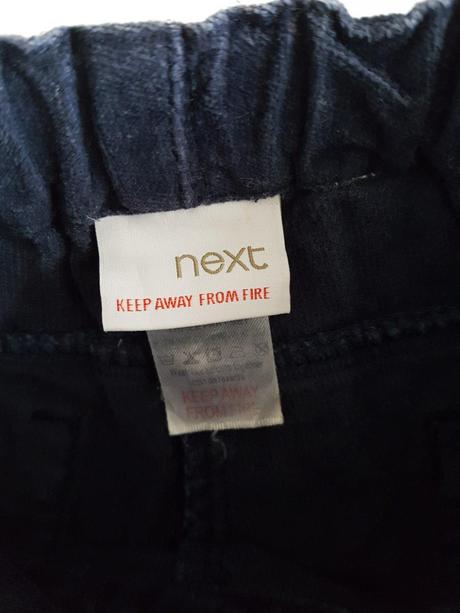 next
KEEP AWAY FROM FIRE
KEEP AWAY
FROM FIRE